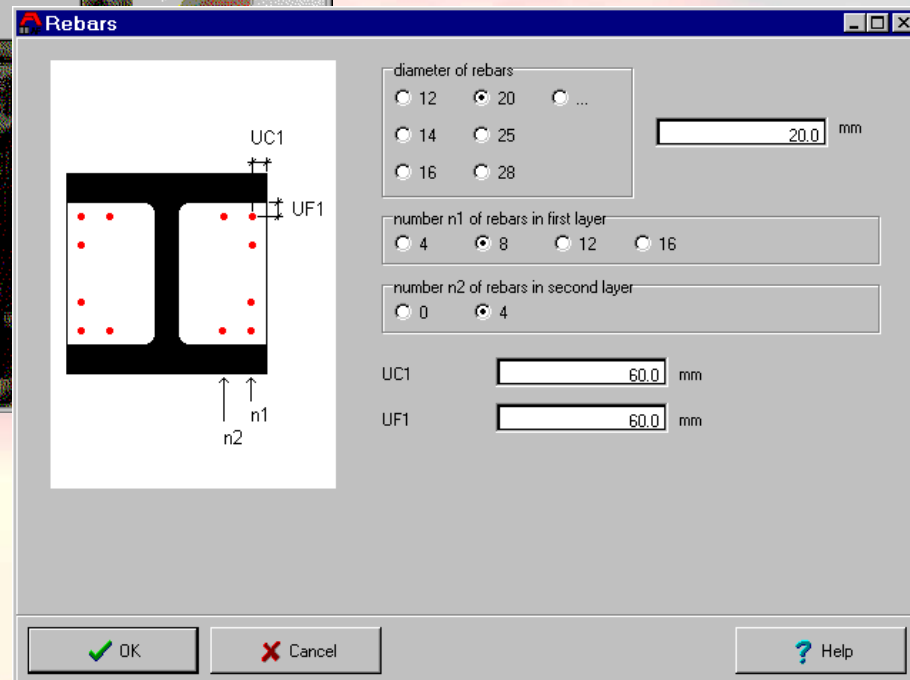 Rebars
UC1
UF1
n1
n2
diameter of rebars
12 20 ...
14 25
16 28
20.0 mm
number n1 of rebars in first layer
4 8 12 16
number n2 of rebars in second layer
0 4
UC1 60.0 mm
UF1 60.0 mm
OK Cancel ? Help